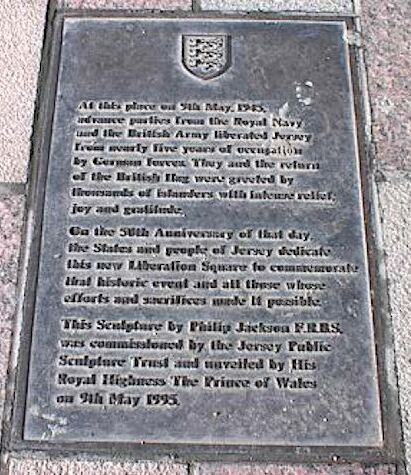 At this place on 9th May, 1945,
advance parties from the Royal Navy
and the British Army liberated Jersey
from nearly five years of occupation
by German forces. They and the return
of the British flag were greeted by
thousands of islanders with intense relief,
joy and gratitude.
On the 50th Anniversary of that day,
the States and people of Jersey dedicate
this new Liberation Square to commemorate
that historic event and all those whose
efforts and sacrifices made it possible.
This Sculpture by Philip Jackson F.R.B.S.
was commissioned by the Jersey Public
Sculpture Trust and unveiled by His
Royal Highness The Prince of Wales
on 9th May 1995.